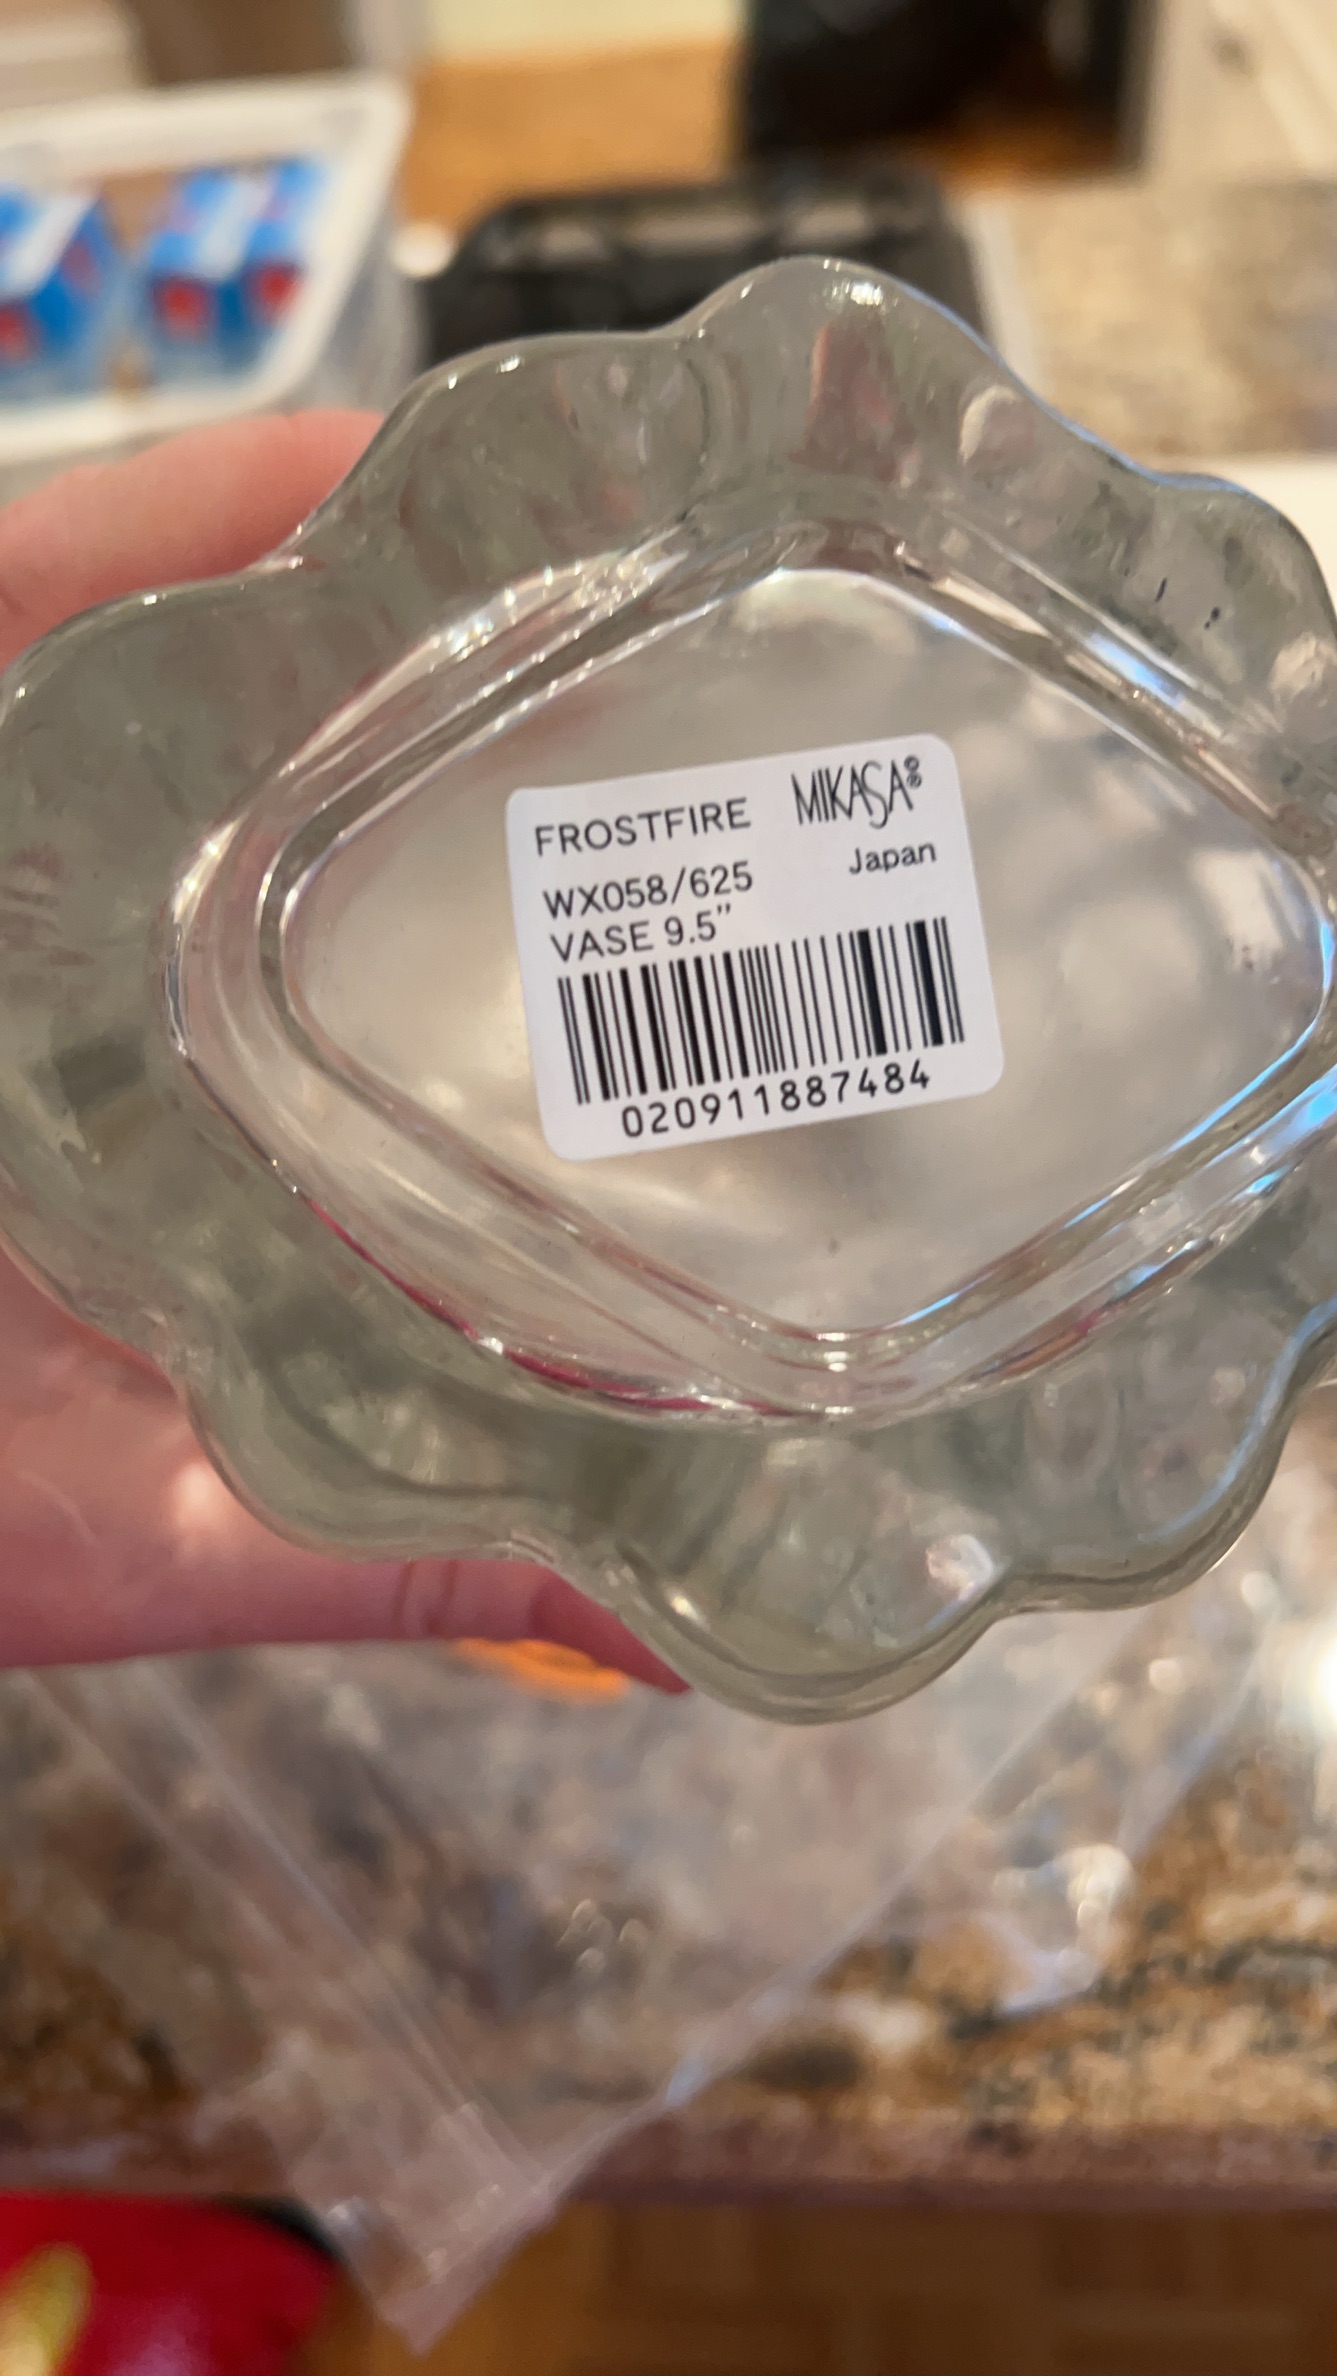 FROSTFIRE MIKASA®
Japan
WX058/625
VASE 9.5"
020911887484